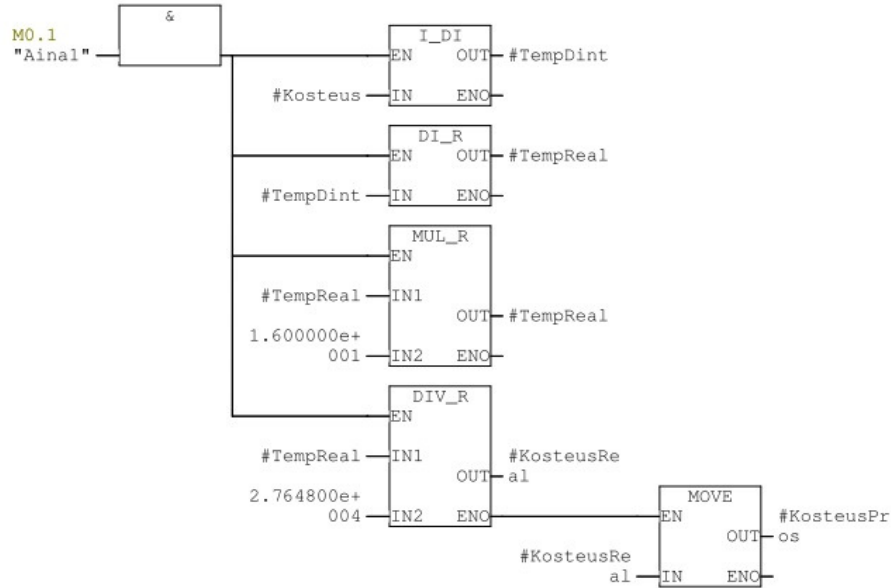 &
M0.1
"Aina1"
I_DI
EN OUT #TempDint
#Kosteus IN ENO
DI_R
EN OUT #TempReal
#TempDint IN ENO
MUL_R
EN
#TempReal IN1
OUT #TempReal
1.600000e+
001 IN2 ENO
DIV_R
EN
#TempReal IN1 #KosteusRe
OUT al
2.764800e+
004 IN2 ENO
MOVE
EN #KosteusPr
OUT os
#KosteusRe
al IN ENO